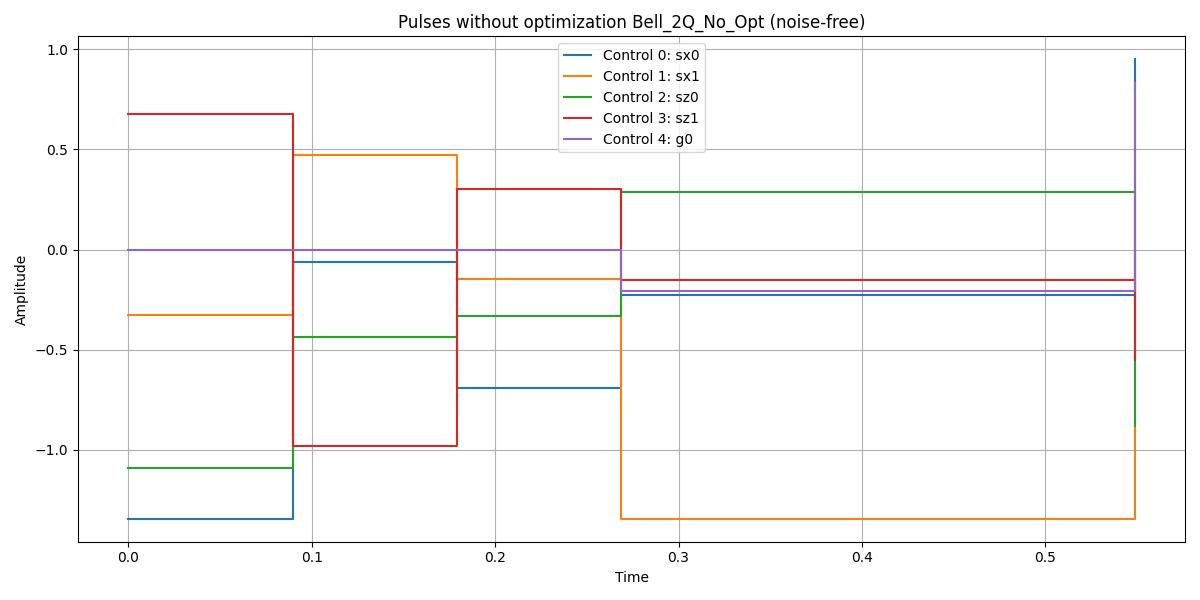 Pulses without optimization Bell_2Q_No_Opt (noise-free)
Control 0: sx0
Control 1: sx1
Control 2: sz0
Control 3: sz1
Control 4: g0
Amplitude
1.0
0.5
0.0
−0.5
−1.0
0.0 0.1 0.2 0.3 0.4 0.5
Time